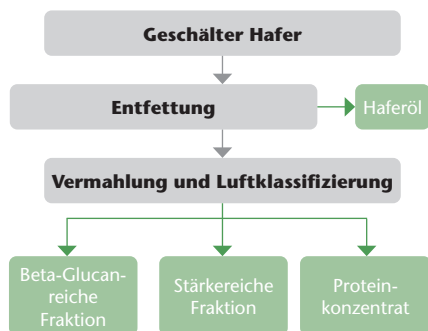 Geschälter Hafer
Entfettung
Haferöl
Vermahlung und Luftklassifizierung
Beta-Glucan-
reiche
Fraktion
Stärkereiche
Fraktion
Protein-
konzentrat